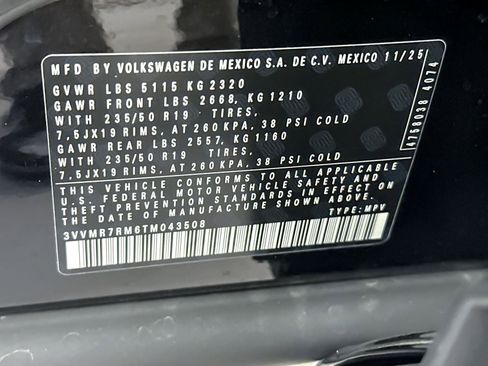 MFD BY VOLKSWAGEN DE MEXICO S.A. DE C.V. MEXICO 11/25
GVWR LBS 5115 KG 2320
GAWR FRONT LBS 2668, KG 1210
WITH 235/50 R19 TIRES,
7,5JX19 RIMS, AT 260 KPA, 38 PSI COLD
GAWR REAR LBS 2557, KG 1160
WITH 235/50 R19 TIRES,
7,5JX19 RIMS, AT 260 KPA, 38 PSI COLD
THIS VEHICLE CONFORMS TO ALL APPLICABLE
U.S. FEDERAL MOTOR VEHICLE SAFETY AND
THEFT PREVENTION STANDARDS IN EFFECT ON
THE DATE OF MANUFACTURE SHOWN ABOVE.
3VVMR7RM6TM043508 TYPE: MPV
4758038 4074